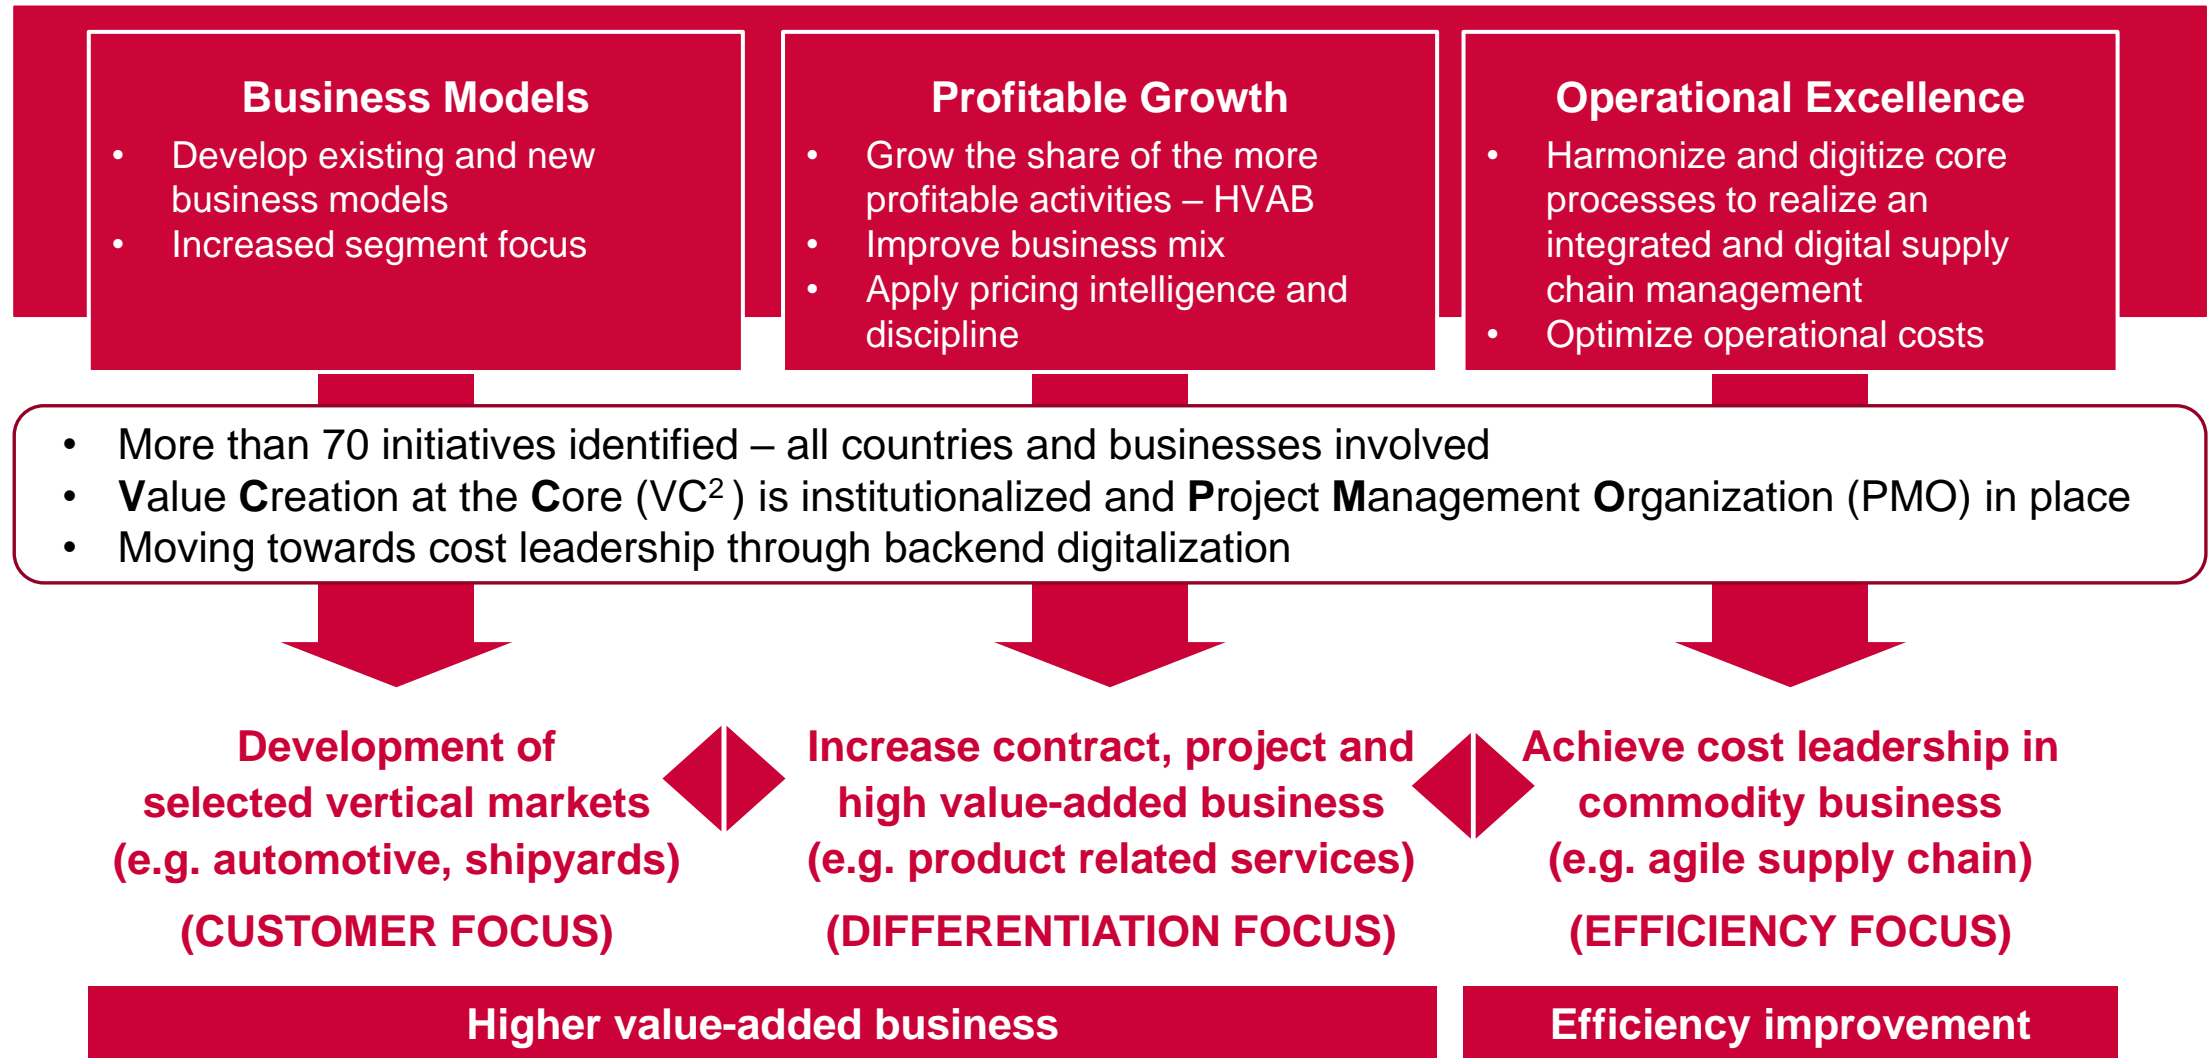 Business Models
• Develop existing and new
business models
• Increased segment focus
Profitable Growth
• Grow the share of the more
profitable activities – HVAB
• Improve business mix
• Apply pricing intelligence and
discipline
Operational Excellence
• Harmonize and digitize core
processes to realize an
integrated and digital supply
chain management
• Optimize operational costs
• More than 70 initiatives identified – all countries and businesses involved
• Value Creation at the Core (VC²) is institutionalized and Project Management Organization (PMO) in place
• Moving towards cost leadership through backend digitalization
Development of
selected vertical markets
(e.g. automotive, shipyards)
(CUSTOMER FOCUS)
Increase contract, project and
high value-added business
(e.g. product related services)
(DIFFERENTIATION FOCUS)
Achieve cost leadership in
commodity business
(e.g. agile supply chain)
(EFFICIENCY FOCUS)
Higher value-added business
Efficiency improvement